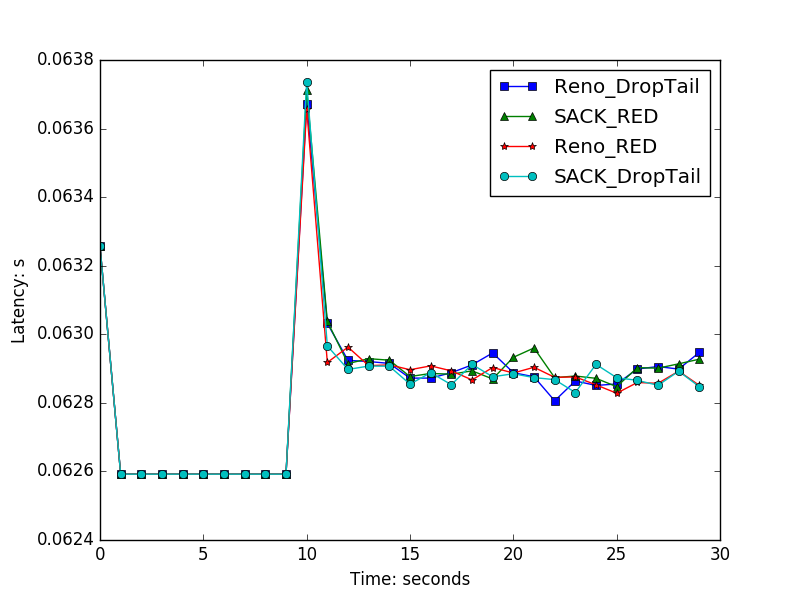 0.0638
0.0636
0.0634
0.0632
0.0630
0.0628
0.0626
0.0624
Latency: s
Reno_DropTail
SACK_RED
Reno_RED
SACK_DropTail
0 5 10 15 20 25 30
Time: seconds